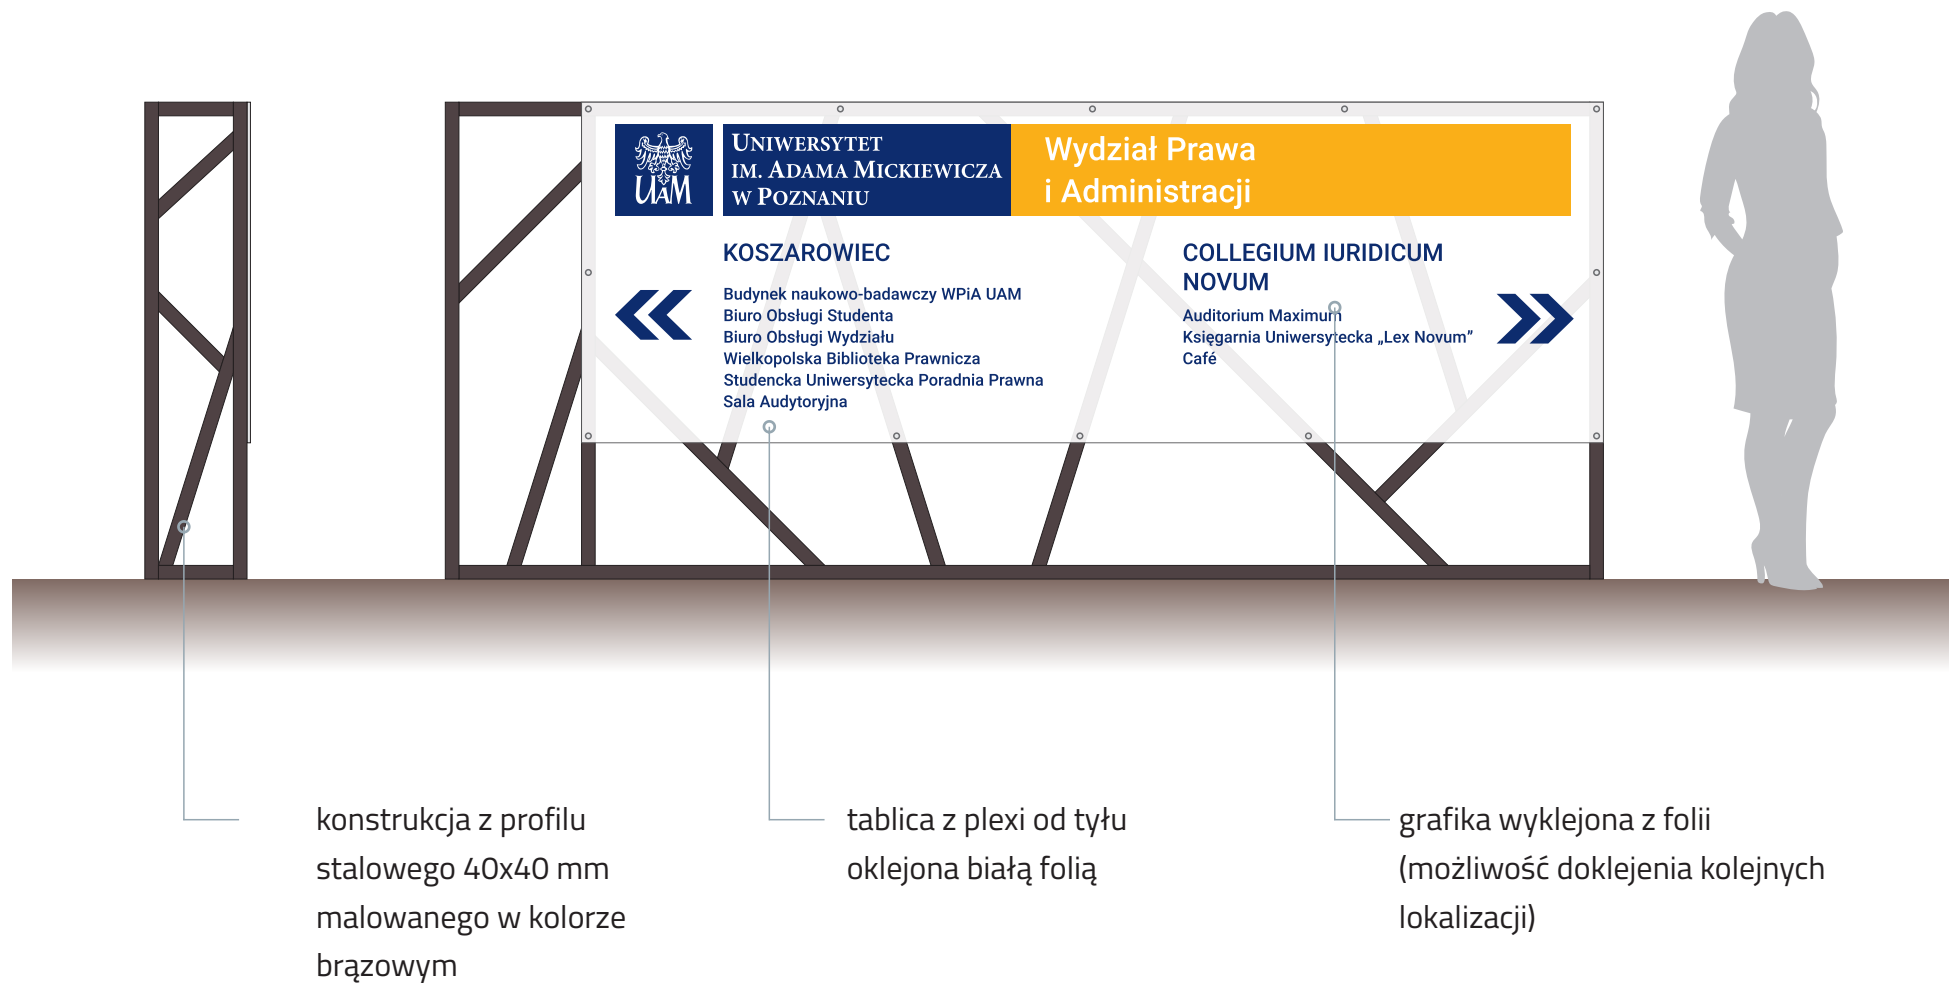 UAM
UNIWERSYTET
IM. ADAMA MICKIEWICZA
W POZNANIU
Wydział Prawa
i Administracji
KOSZAROWIEC
Budynek naukowo-badawczy WPiA UAM
Biuro Obsługi Studenta
Biuro Obsługi Wydziału
Wielkopolska Biblioteka Prawnicza
Studencka Uniwersytecka Poradnia Prawna
Sala Audytoryjna
COLLEGIUM IURIDICUM
NOVUM
Auditorium Maximum
Księgarnia Uniwersytecka „Lex Novum”
Café
konstrukcja z profilu
stalowego 40x40 mm
malowanego w kolorze
brązowym
tablica z plexi od tyłu
oklejona białą folią
grafika wyklejona z folii
(możliwość doklejenia kolejnych
lokalizacji)